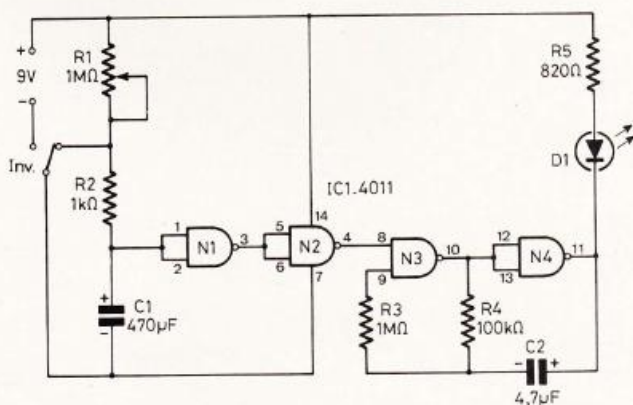 +
9V
-
R1
1MΩ
Inv.
R2
1kΩ
+
-
C1
470µF
1
2
N1
3
5
6
N2
14
4
7
IC1-4011
8
9
N3
10
R3
1MΩ
R4
100kΩ
12
13
N4
11
- +
C2
4,7µF
R5
820Ω
D1